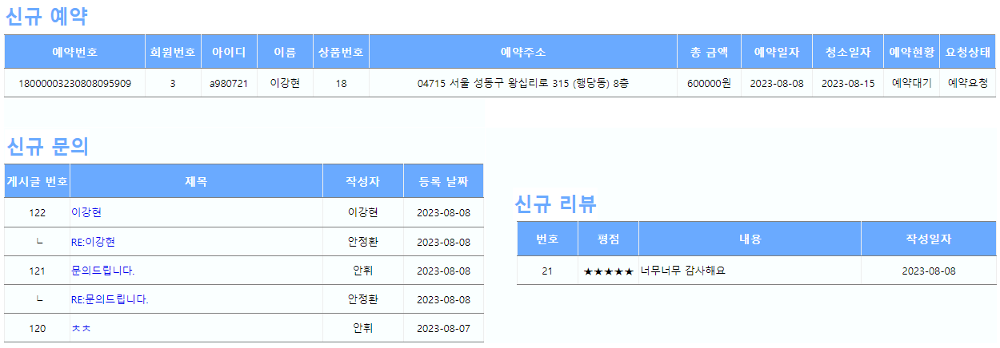 신규 예약
예약번호 회원번호 아이디 이름 상품번호 예약주소 총 금액 예약일자 청소일자 예약현황 요청상태
18000003230808095909 3 a980721 이강현 18 04715 서울 성동구 왕십리로 315 (행당동) 8층 600000원 2023-08-08 2023-08-15 예약대기 예약요청
신규 문의
게시글 번호 제목 작성자 등록 날짜
122 이강현 이강현 2023-08-08
ㄴ RE:이강현 안정환 2023-08-08
121 문의드립니다. 안휘 2023-08-08
ㄴ RE:문의드립니다. 안정환 2023-08-08
120 ㅊㅊ 안휘 2023-08-07
신규 리뷰
번호 평점 내용 작성일자
21 ★★★★★ 너무너무 감사해요 2023-08-08